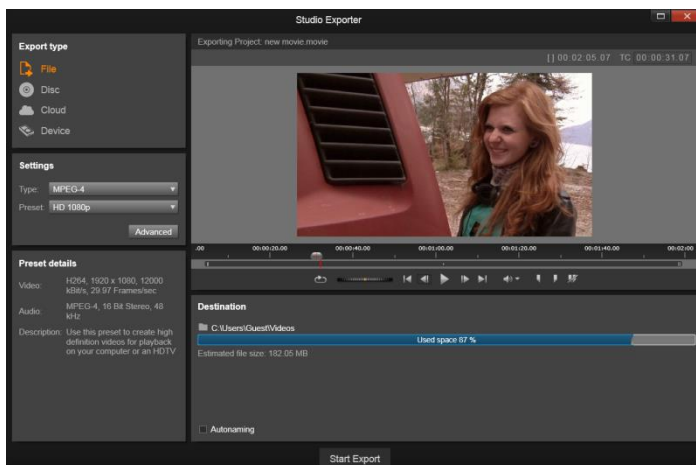 Studio Exporter
Export type
File
Disc
Cloud
Device
Settings
Type: MPEG-4
Preset: HD 1080p
Advanced
Preset details
Video: H264, 1920 x 1080, 12000
kBit/s, 29.97 Frames/sec
Audio: MPEG-4, 16 Bit Stereo, 48
kHz
Description: Use this preset to create high
definition videos for playback
on your computer or an HDTV
Exporting Project: new movie.movie
[] 00:02:05.07 TC 00:00:31.07
.00 00:00:20.00 00:00:40.00 00:01:00.00 00:01:20.00 00:01:40.00 00:02:00
Destination
C:\Users\Guest\Videos
Used space 87 %
Estimated file size: 182.05 MB
Autonaming
Start Export